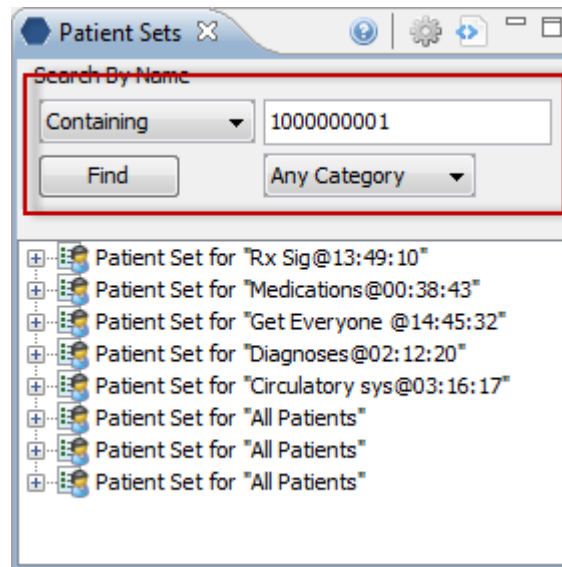 Patient Sets
Search By Name
Containing 1000000001
Find Any Category
Patient Set for "Rx Sig@13:49:10"
Patient Set for "Medications@00:38:43"
Patient Set for "Get Everyone @14:45:32"
Patient Set for "Diagnoses@02:12:20"
Patient Set for "Circulatory sys@03:16:17"
Patient Set for "All Patients"
Patient Set for "All Patients"
Patient Set for "All Patients"